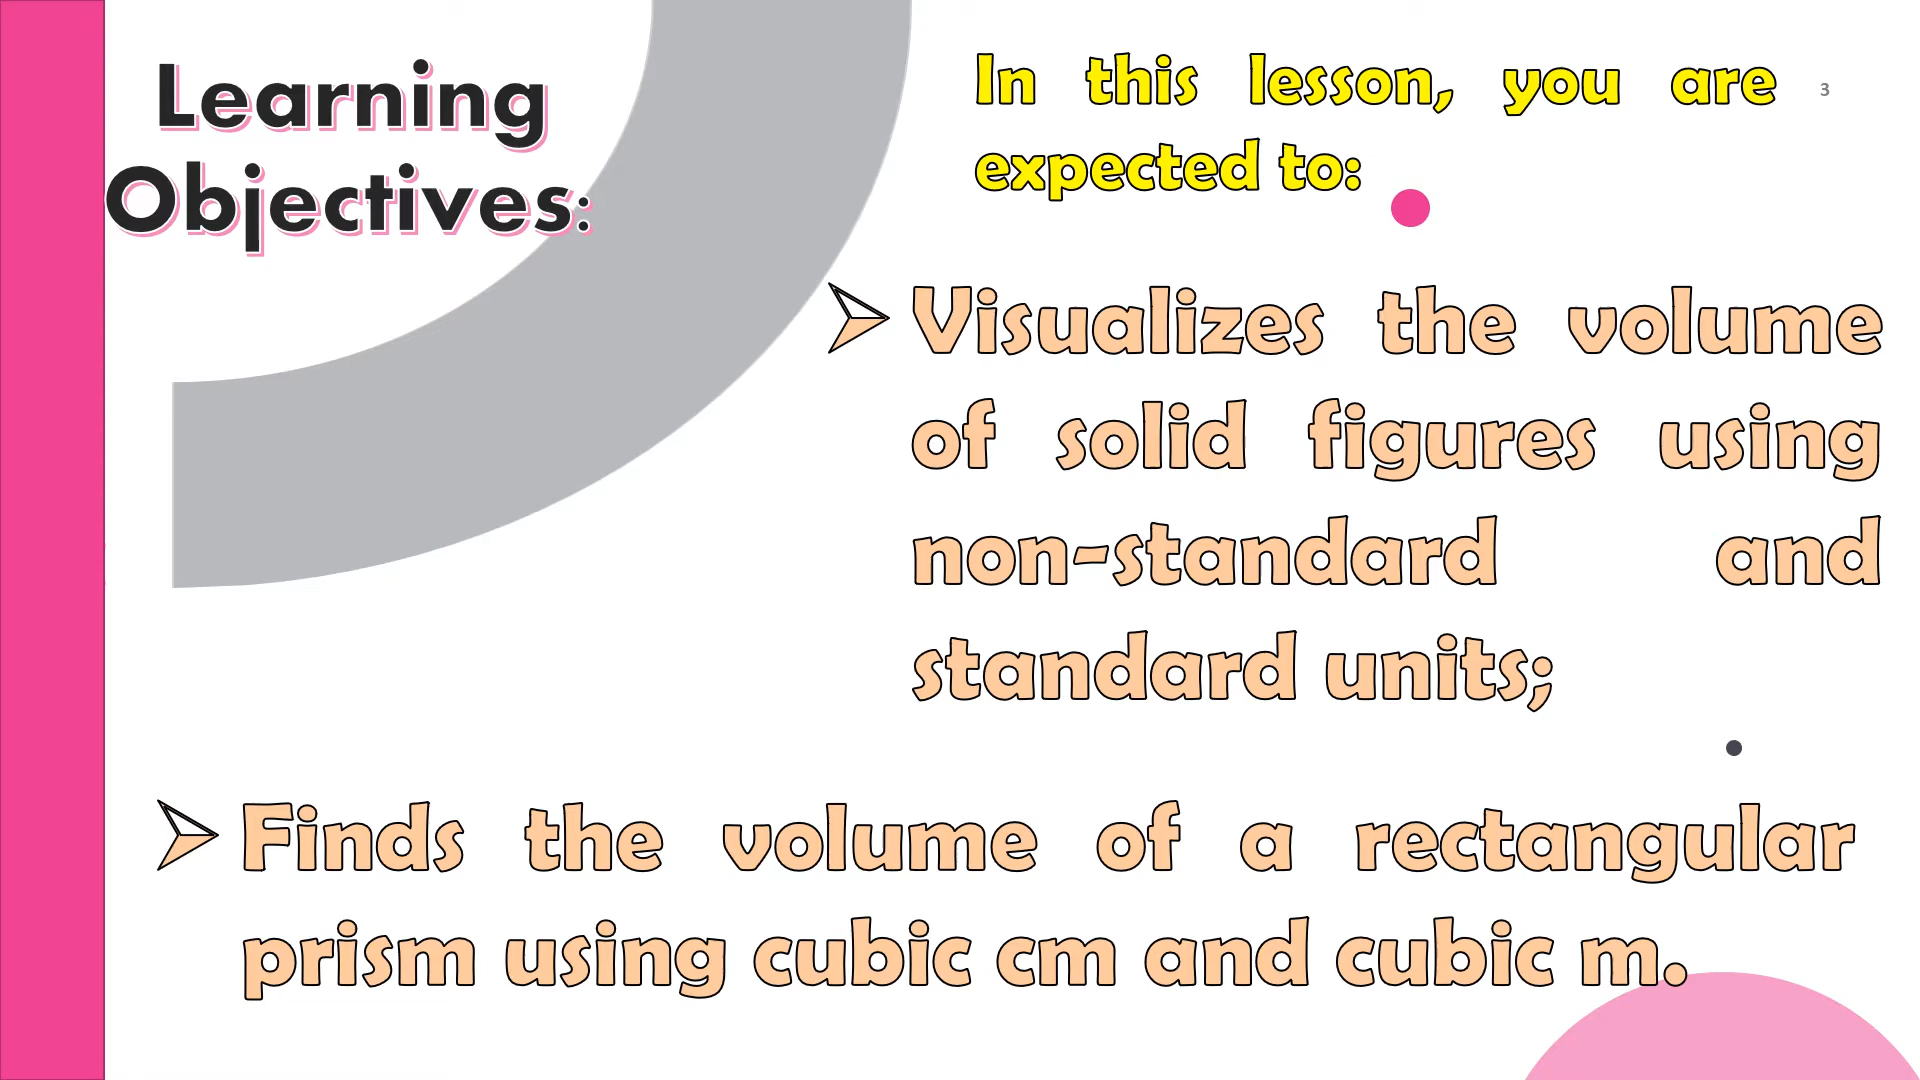 Learning
Objectives:
In this lesson, you are
expected to:
3
➢ Visualizes the volume
of solid figures using
non-standard and
standard units;
➢ Finds the volume of a rectangular
prism using cubic cm and cubic m.